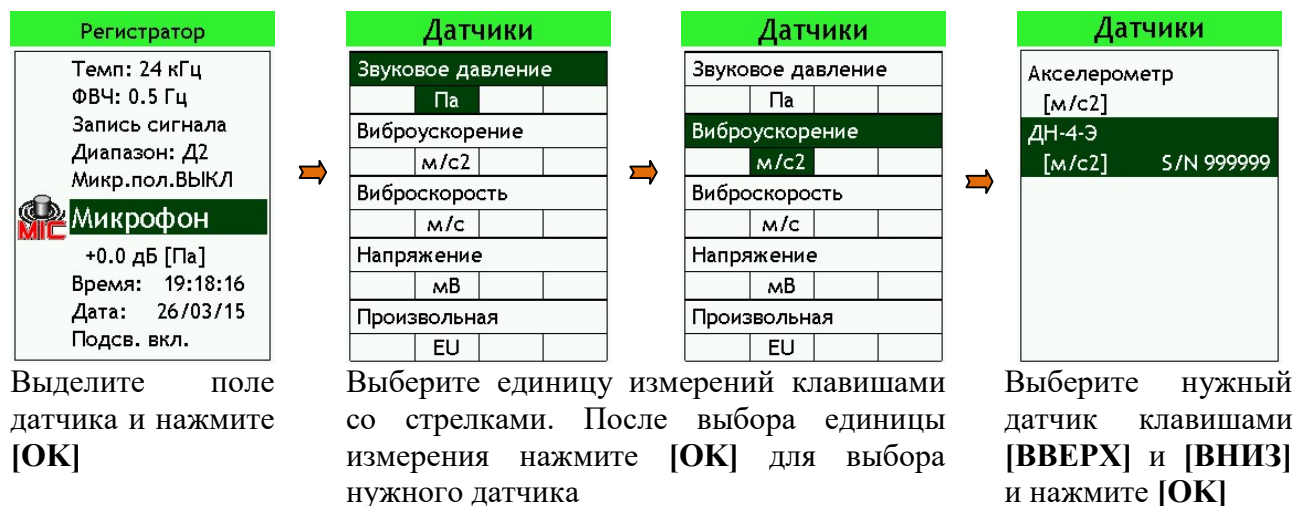 Регистратор
Темп: 24 кГц
ФВЧ: 0.5 Гц
Запись сигнала
Диапазон: Д2
Микр.пол.ВЫКЛ
MIC Микрофон
+0.0 дБ [Па]
Время: 19:18:16
Дата: 26/03/15
Подсв. вкл.
Выделите поле
датчика и нажмите
[OK]
Датчики
Звуковое давление
Па
Виброускорение
м/с2
Виброскорость
м/с
Напряжение
мВ
Произвольная
EU
Датчики
Звуковое давление
Па
Виброускорение
м/с2
Виброскорость
м/с
Напряжение
мВ
Произвольная
EU
Выберите единицу измерений клавишами
со стрелками. После выбора единицы
измерения нажмите [OK] для выбора
нужного датчика
Датчики
Акселерометр
[м/с2]
ДН-4-Э
[м/с2] S/N 999999
Выберите нужный
датчик клавишами
[ВВЕРХ] и [ВНИЗ]
и нажмите [OK]